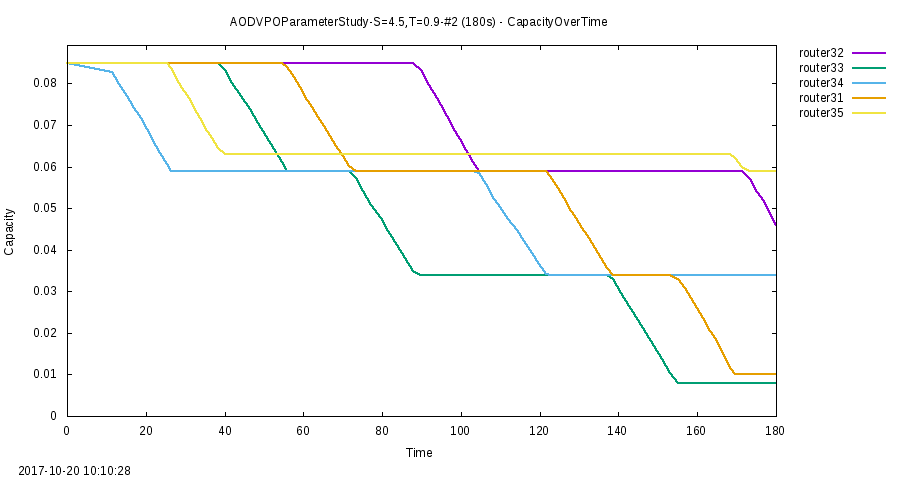 AODVPOParameterStudy-S=4.5,T=0.9-#2 (180s) - CapacityOverTime
router32
router33
router34
router31
router35
0.08
0.07
0.06
0.05
0.04
0.03
0.02
0.01
0
Capacity
0 20 40 60 80 100 120 140 160 180
Time
2017-10-20 10:10:28